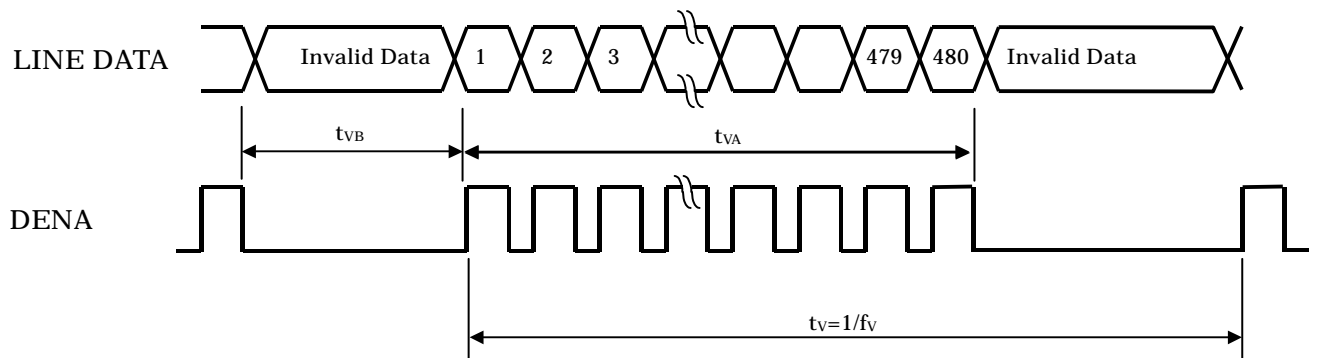 LINE DATA Invalid Data 1 2 3 479 480 Invalid Data
tVB tVA
DENA
tV=1/fV